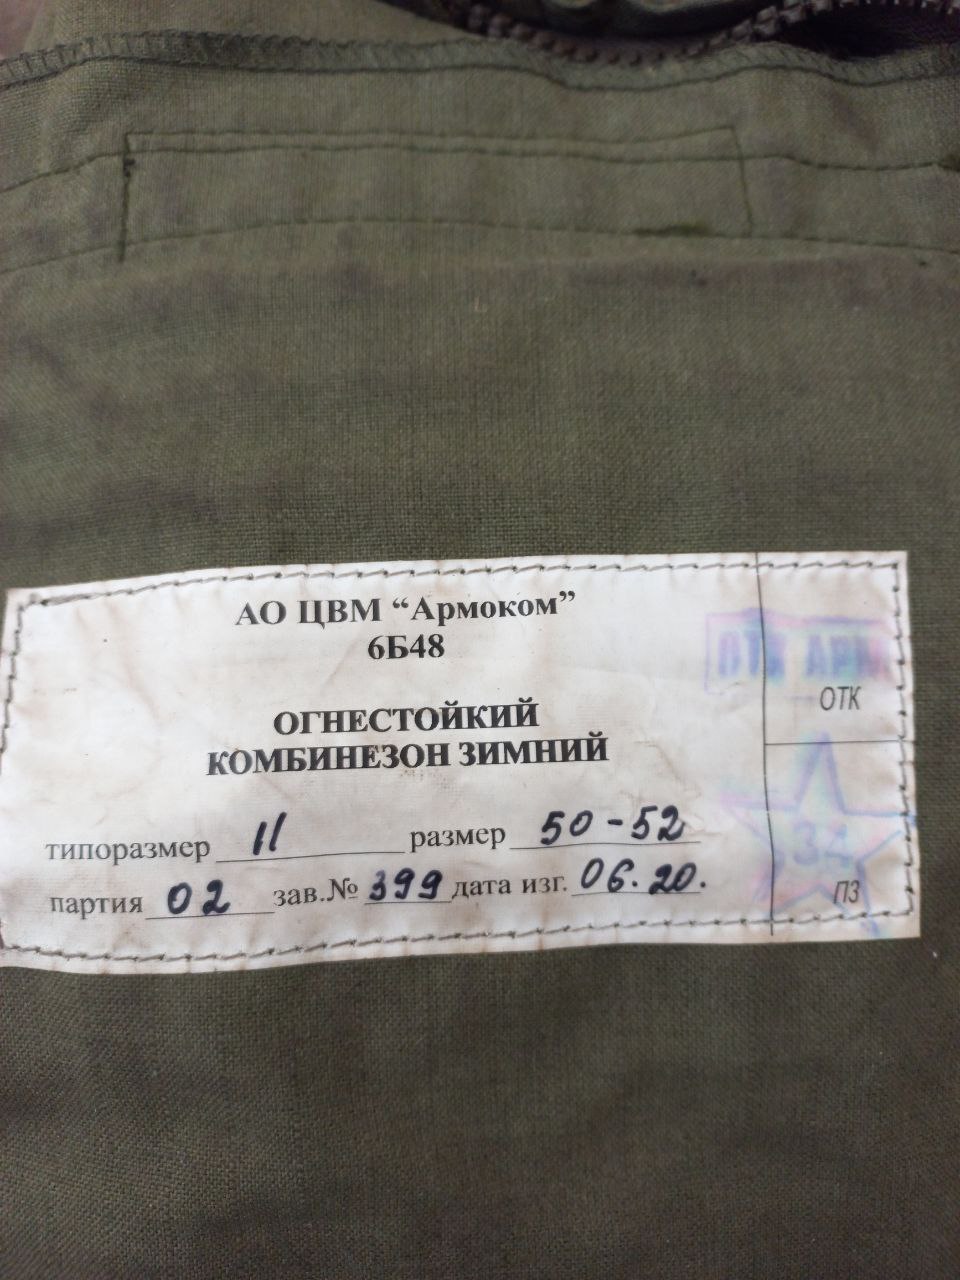 АО ЦВМ “Армоком”
6Б48
ОГНЕСТОЙКИЙ
КОМБИНЕЗОН ЗИМНИЙ
типоразмер 11 размер 50-52
партия 02 зав.№ 399 дата изг. 06.20.
ОТК
34
ПЗ